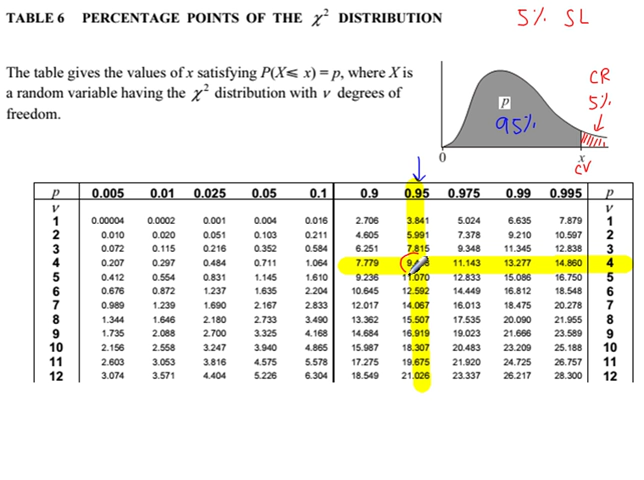 TABLE 6 PERCENTAGE POINTS OF THE χ² DISTRIBUTION
5% SL
The table gives the values of x satisfying P(X⩽ x) = p, where X is
a random variable having the χ² distribution with ν degrees of
freedom.
CR
5%
p
95%
0 x
CV
p 0.005 0.01 0.025 0.05 0.1 0.9 0.95 0.975 0.99 0.995 p
ν ν
1 0.00004 0.0002 0.001 0.004 0.016 2.706 3.841 5.024 6.635 7.879 1
2 0.010 0.020 0.051 0.103 0.211 4.605 5.991 7.378 9.210 10.597 2
3 0.072 0.115 0.216 0.352 0.584 6.251 7.815 9.348 11.345 12.838 3
4 0.207 0.297 0.484 0.711 1.064 7.779 11.143 13.277 14.860 4
5 0.412 0.554 0.831 1.145 1.610 9.236 11.070 12.833 15.086 16.750 5
6 0.676 0.872 1.237 1.635 2.204 10.645 12.592 14.449 16.812 18.548 6
7 0.989 1.239 1.690 2.167 2.833 12.017 14.067 16.013 18.475 20.278 7
8 1.344 1.646 2.180 2.733 3.490 13.362 15.507 17.535 20.090 21.955 8
9 1.735 2.088 2.700 3.325 4.168 14.684 16.919 19.023 21.666 23.589 9
10 2.156 2.558 3.247 3.940 4.865 15.987 18.307 20.483 23.209 25.188 10
11 2.603 3.053 3.816 4.575 5.578 17.275 19.675 21.920 24.725 26.757 11
12 3.074 3.571 4.404 5.226 6.304 18.549 21.026 23.337 26.217 28.300 12